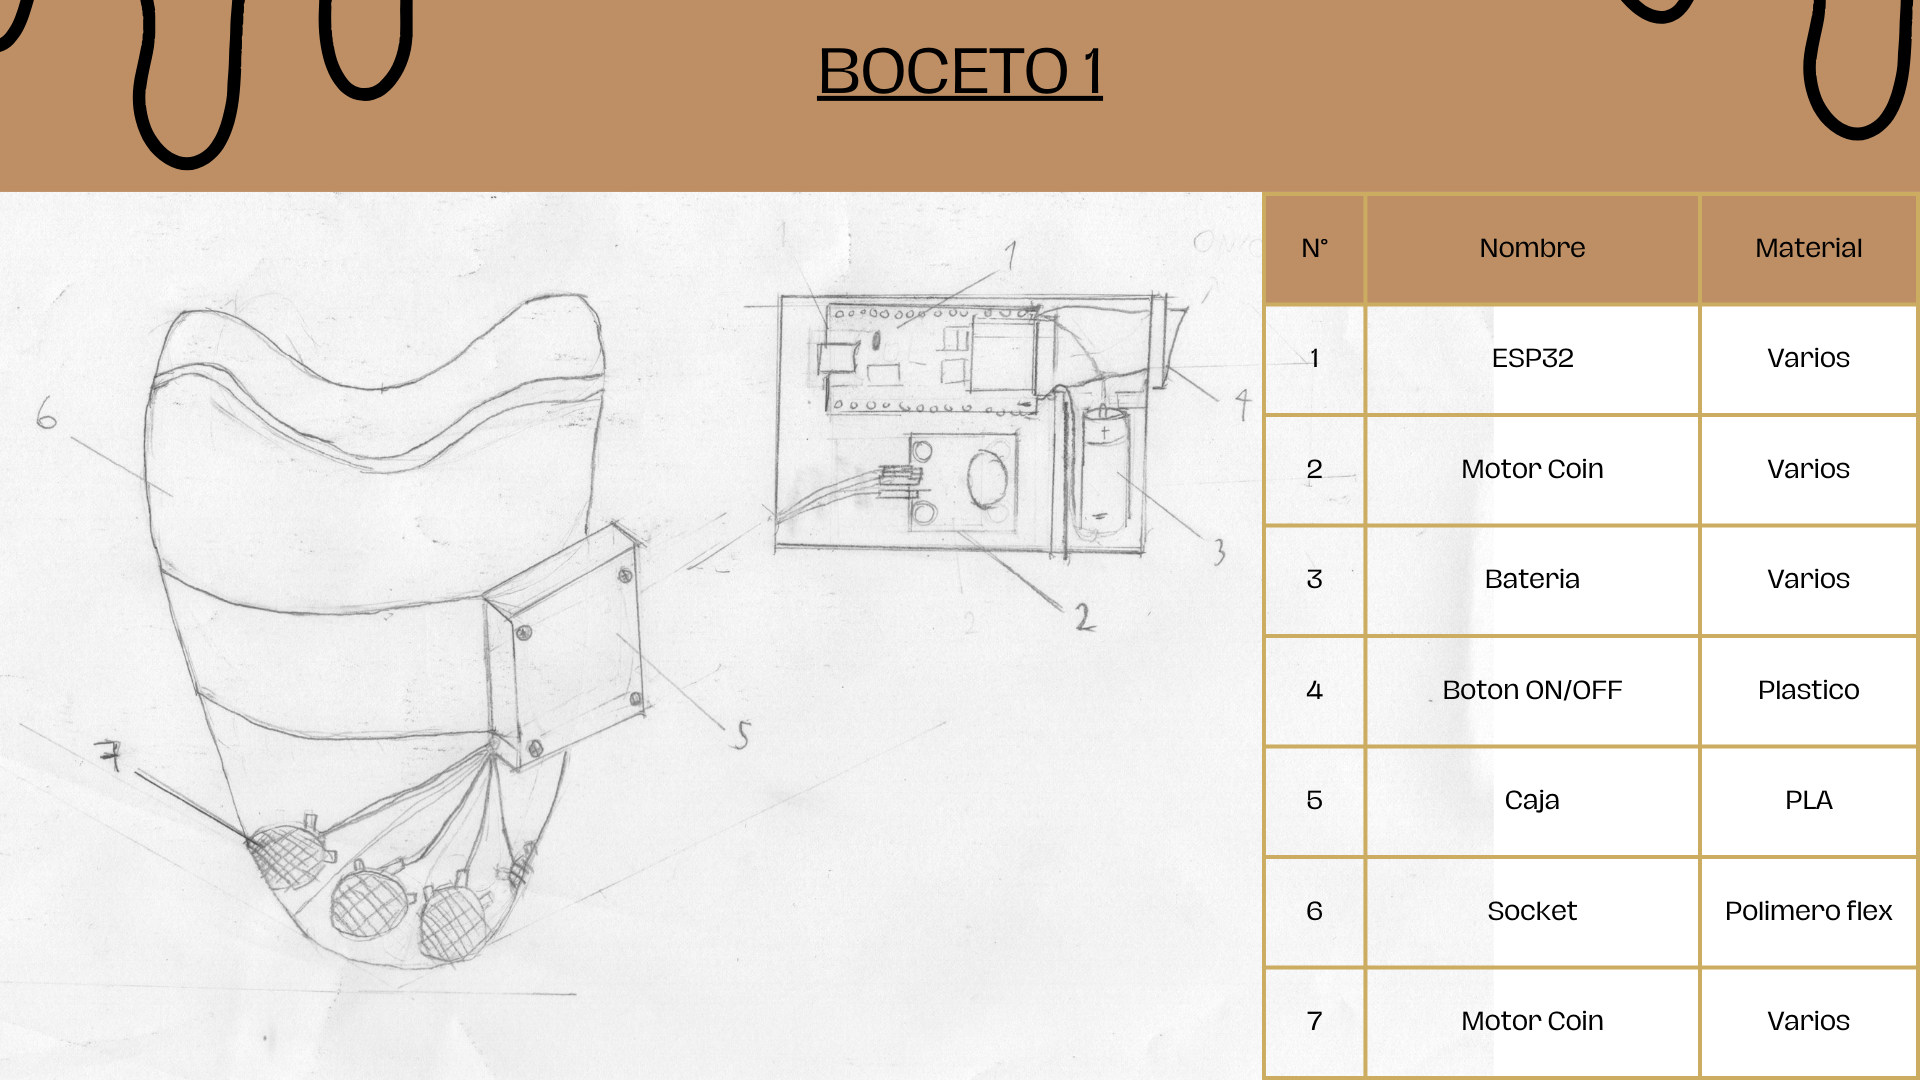 BOCETO 1
1
4
3
2
6
5
7
N° Nombre Material
1 ESP32 Varios
2 Motor Coin Varios
3 Bateria Varios
4 Boton ON/OFF Plastico
5 Caja PLA
6 Socket Polimero flex
7 Motor Coin Varios